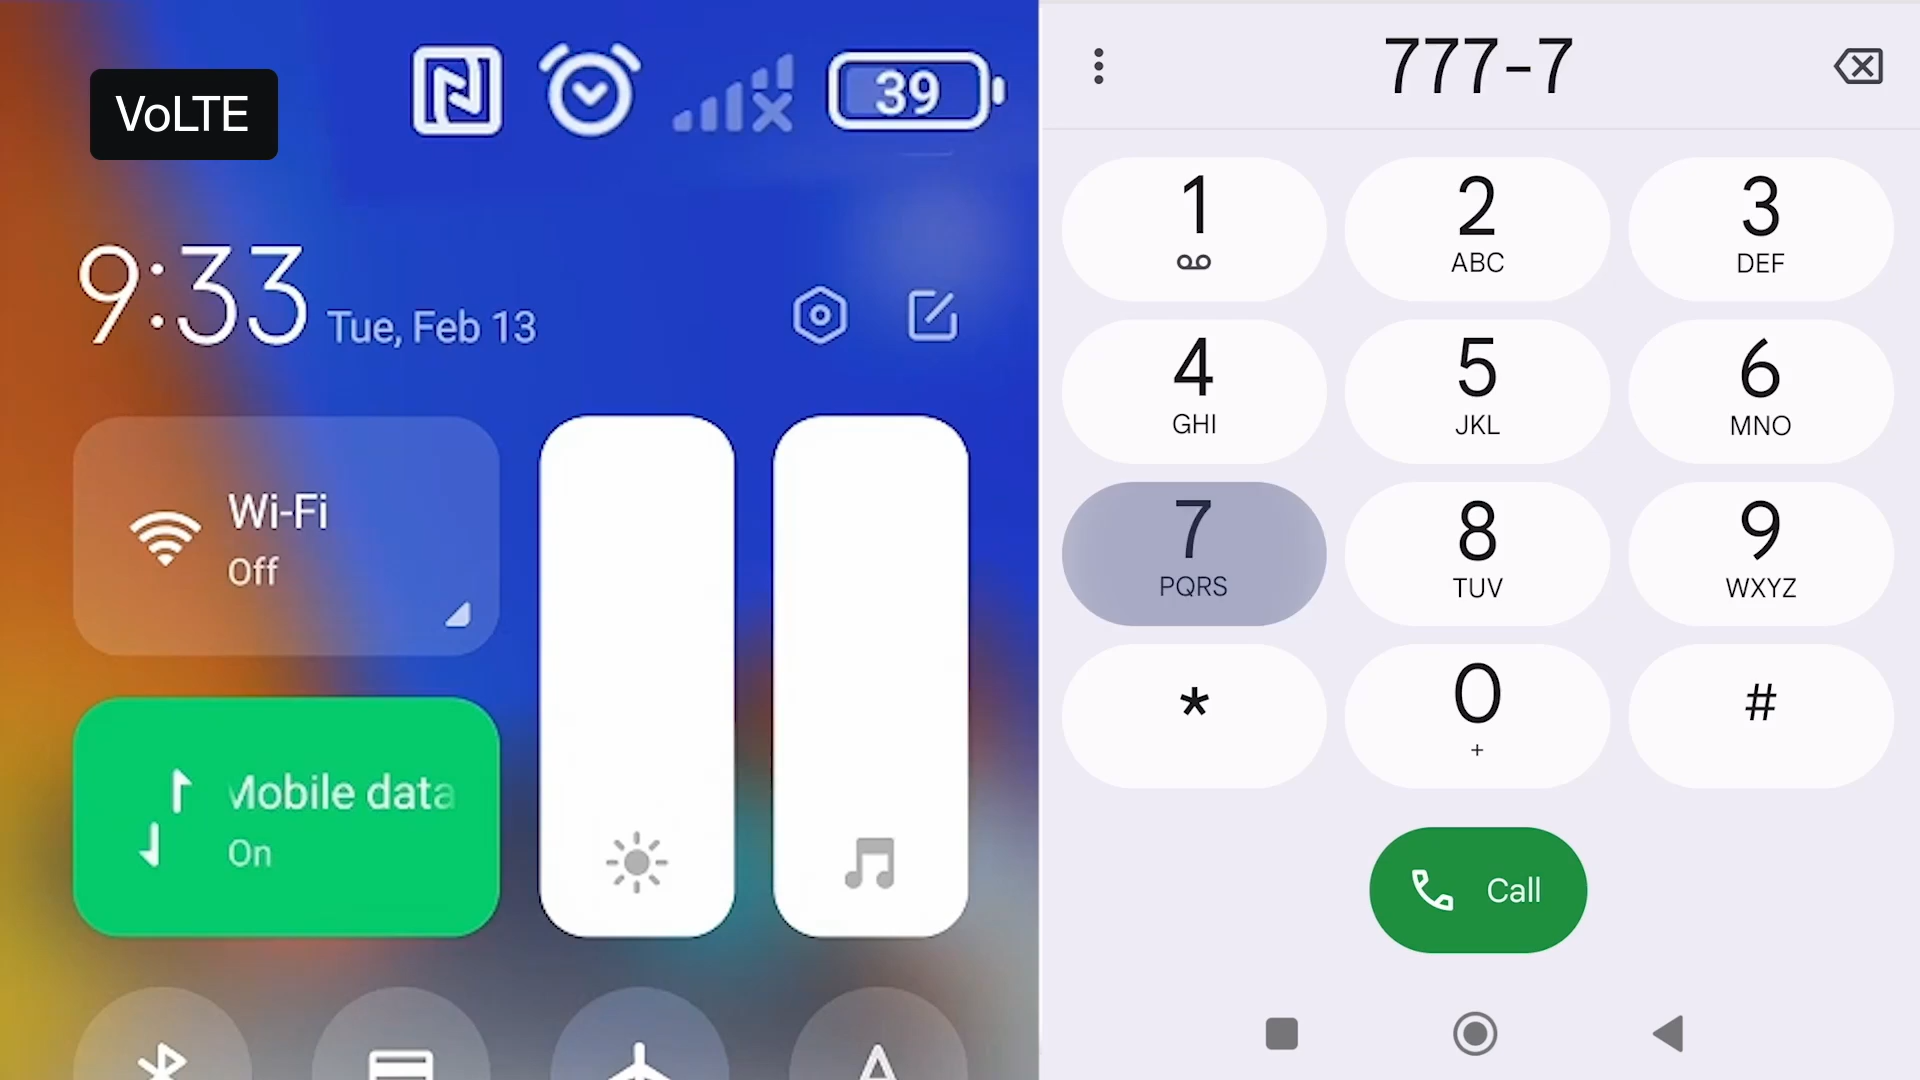 VoLTE
39
9:33 Tue, Feb 13
Wi-Fi
Off
Mobile data
On
777-7
1
2
ABC
3
DEF
4
GHI
5
JKL
6
MNO
7
PQRS
8
TUV
9
WXYZ
*
0
+
#
Call